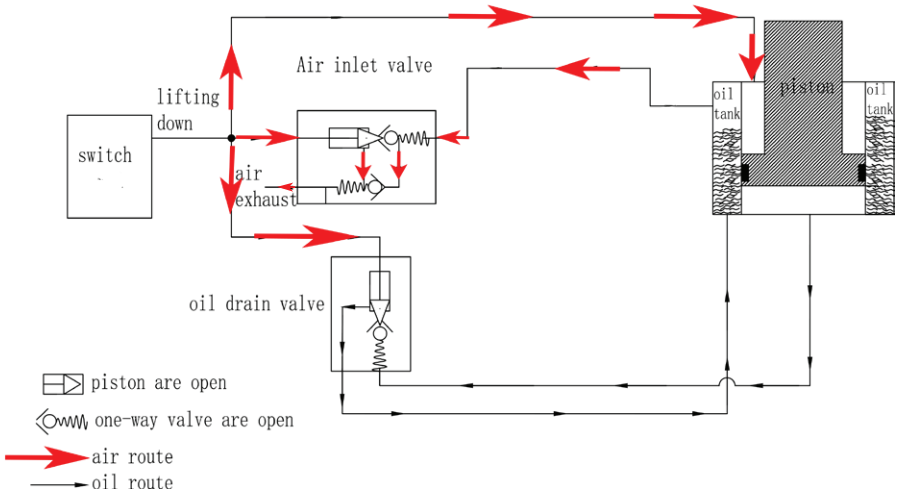 Air inlet valve
lifting
down
switch
air
exhaust
oil
tank
piston
oil
tank
oil drain valve
piston are open
one-way valve are open
air route
oil route